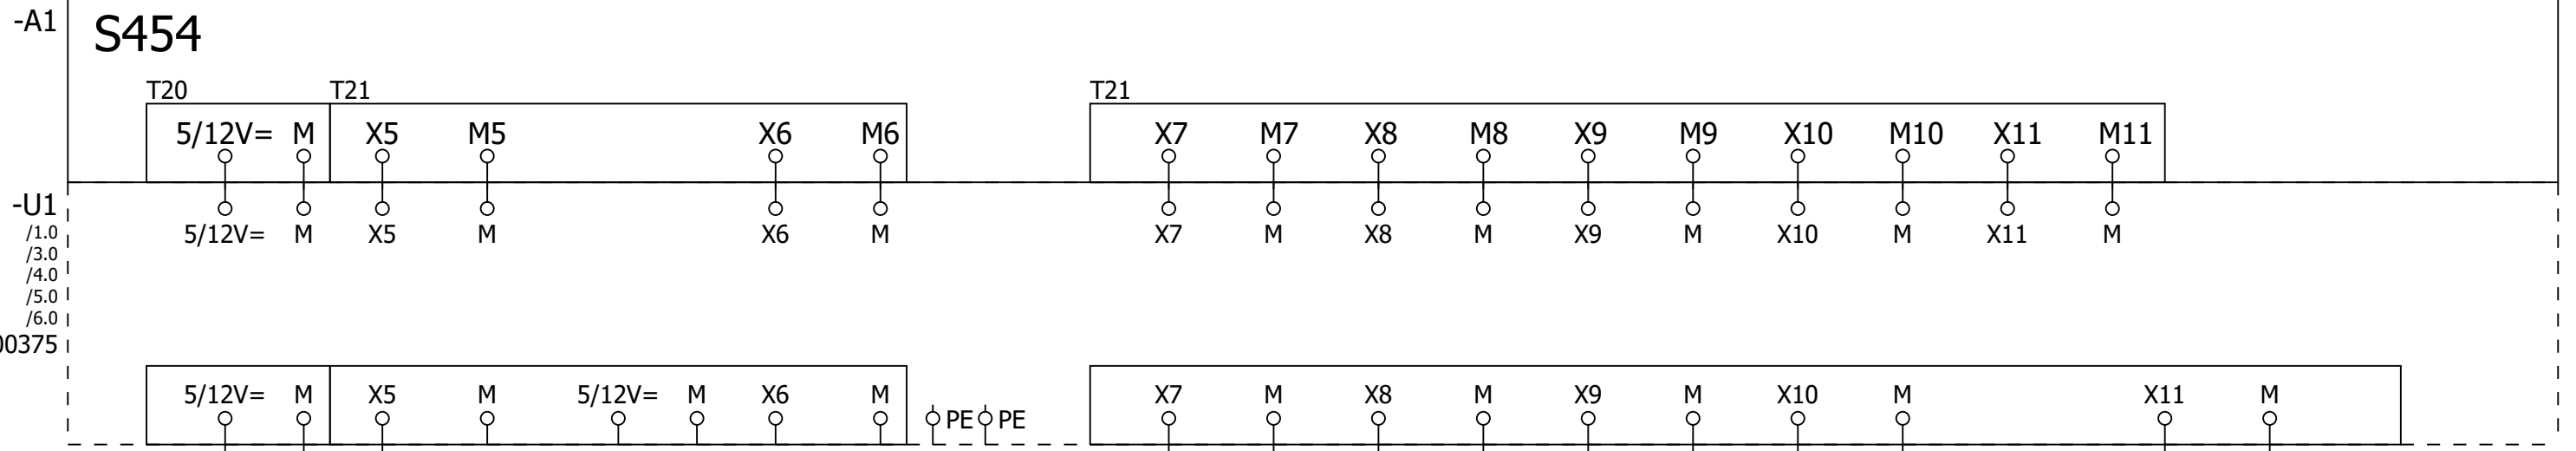 -A1
S454
T20 T21 T21
5/12V= M X5 M5 X6 M6 X7 M7 X8 M8 X9 M9 X10 M10 X11 M11
-U1
5/12V= M X5 M X6 M X7 M X8 M X9 M X10 M X11 M
/1.0
/3.0
/4.0
/5.0
/6.0
00375
5/12V= M X5 M 5/12V= M X6 M X7 M X8 M X9 M X10 M X11 M
PE PE